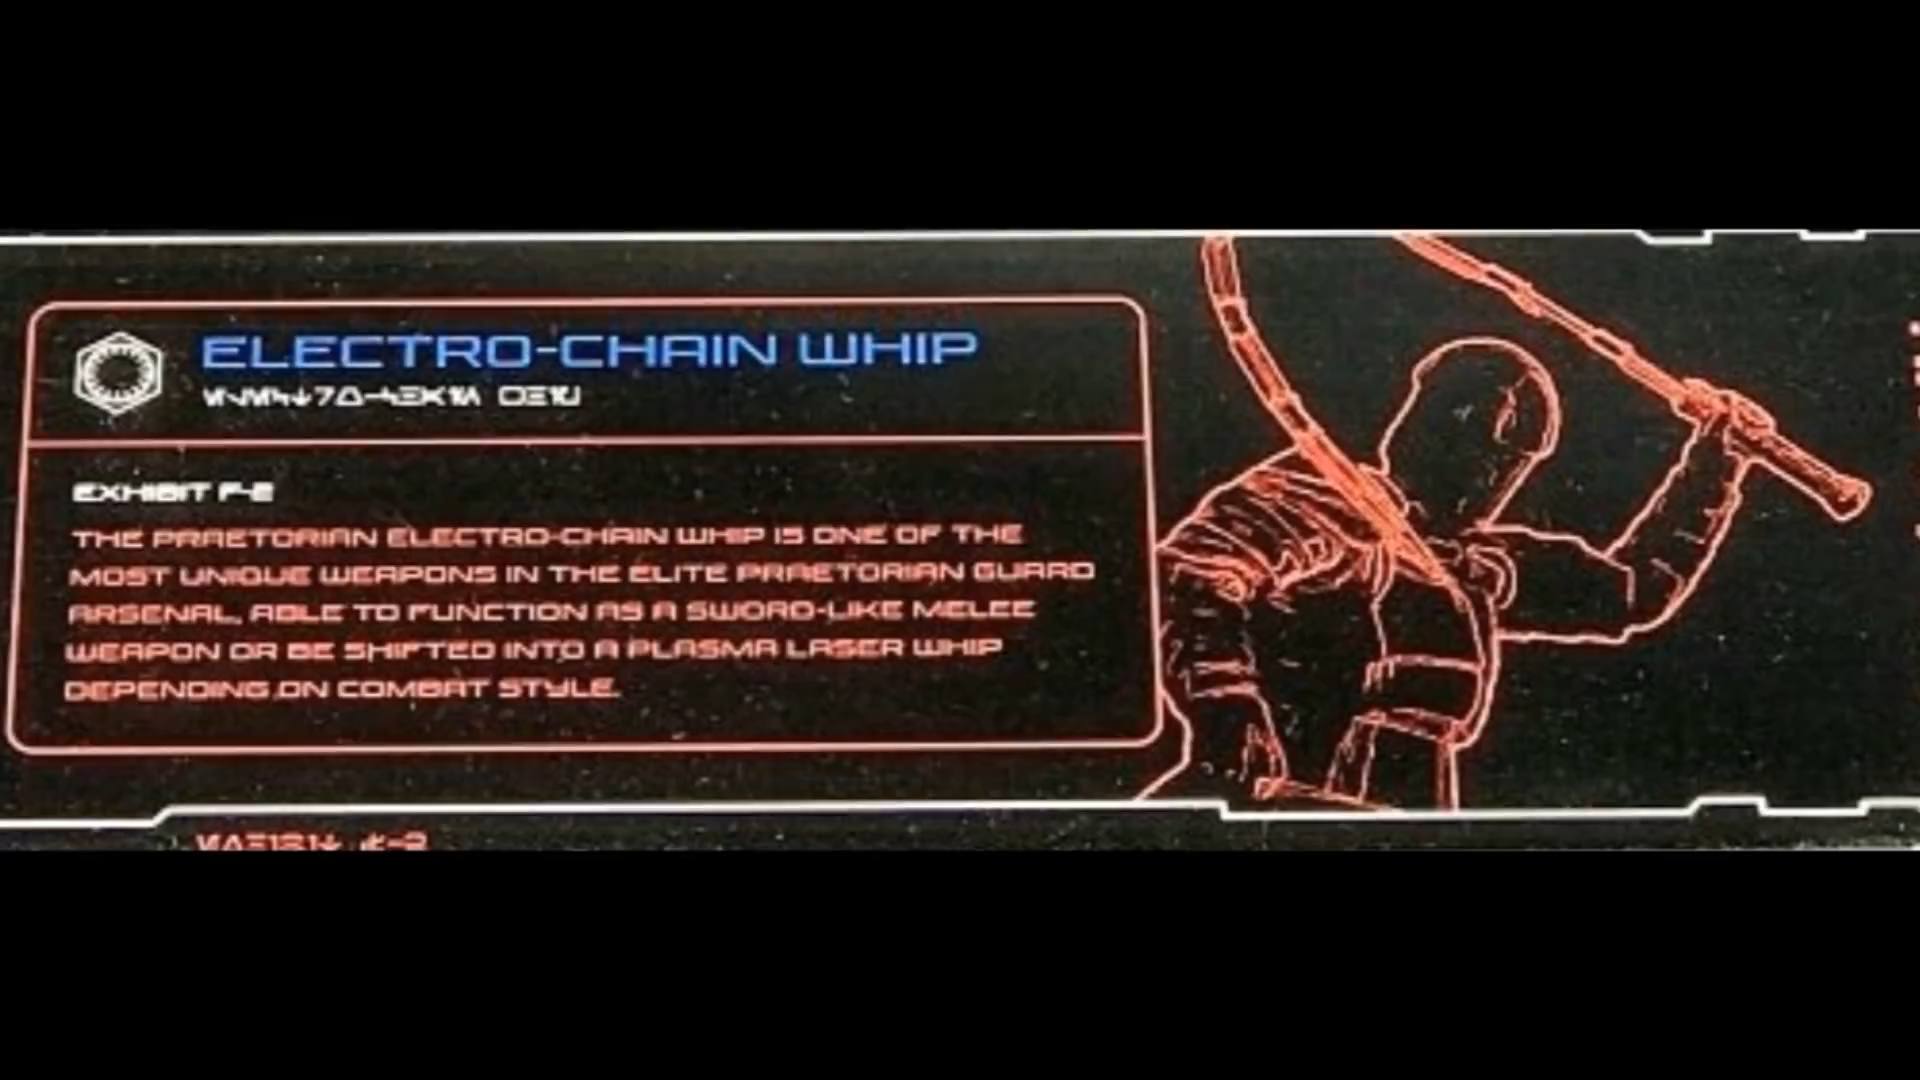 ELECTRO-CHAIN WHIP
EXHIBIT F-2
THE PRAETORIAN ELECTRO-CHAIN WHIP IS ONE OF THE
MOST UNIQUE WEAPONS IN THE ELITE PRAETORIAN GUARD
ARSENAL, ABLE TO FUNCTION AS A SWORD-LIKE MELEE
WEAPON OR BE SHIFTED INTO A PLASMA LASER WHIP
DEPENDING ON COMBAT STYLE.